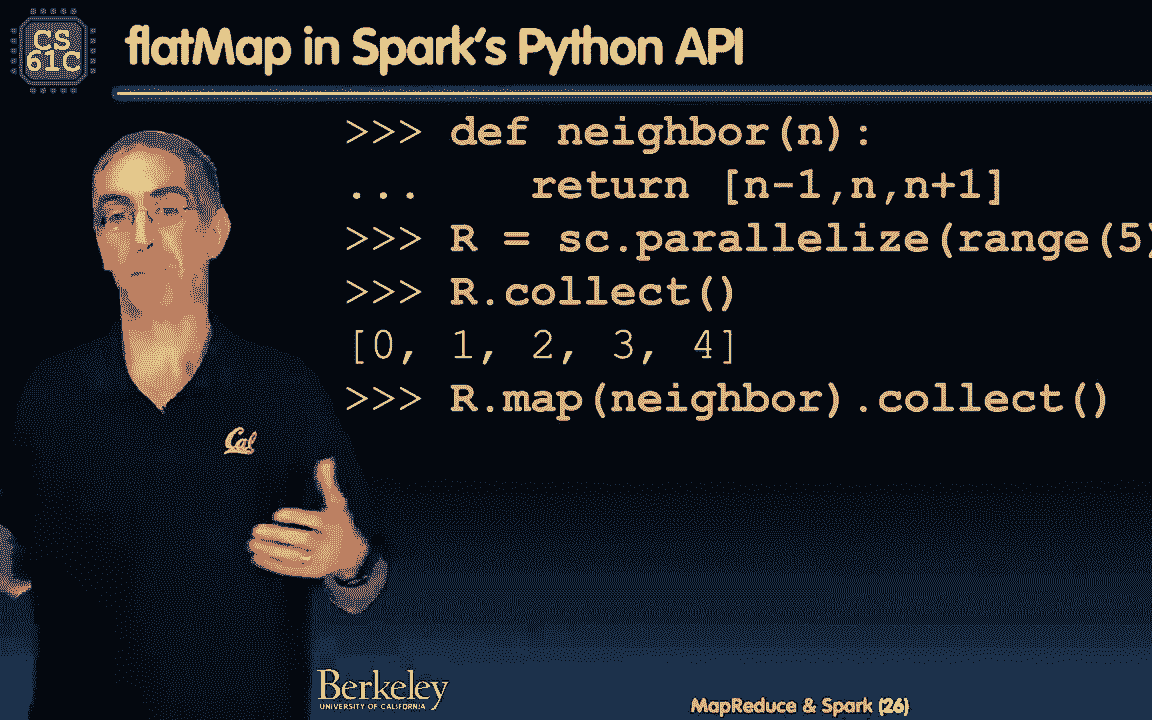 CS
61C
flatMap in Spark's Python API
>>> def neighbor(n):
...    return [n-1,n,n+1]
>>> R = sc.parallelize(range(5)
>>> R.collect()
[0, 1, 2, 3, 4]
>>> R.map(neighbor).collect()
Cal
Berkeley
UNIVERSITY OF CALIFORNIA
MapReduce & Spark (26)